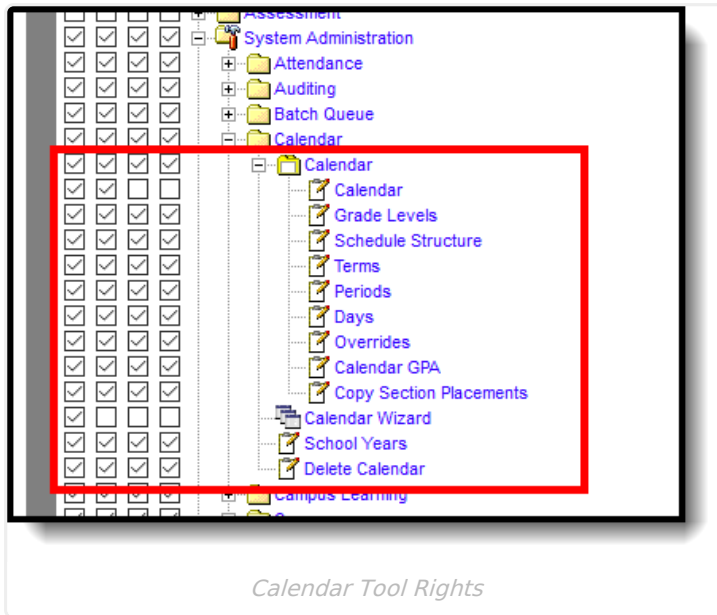 Assessment
System Administration
Attendance
Auditing
Batch Queue
Calendar
Calendar
Calendar
Grade Levels
Schedule Structure
Terms
Periods
Days
Overrides
Calendar GPA
Copy Section Placements
Calendar Wizard
School Years
Delete Calendar
Campus Learning
Calendar Tool Rights